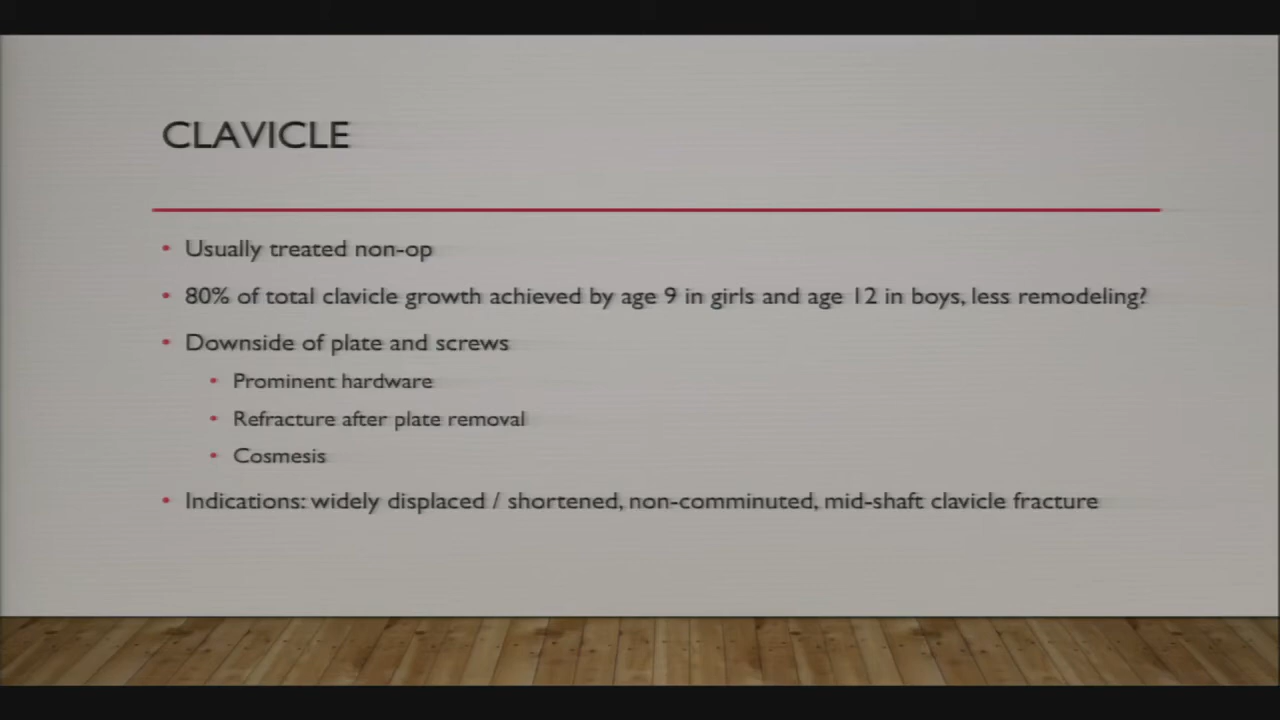 CLAVICLE
• Usually treated non-op
• 80% of total clavicle growth achieved by age 9 in girls and age 12 in boys, less remodeling?
• Downside of plate and screws
• Prominent hardware
• Refracture after plate removal
• Cosmesis
• Indications: widely displaced / shortened, non-comminuted, mid-shaft clavicle fracture